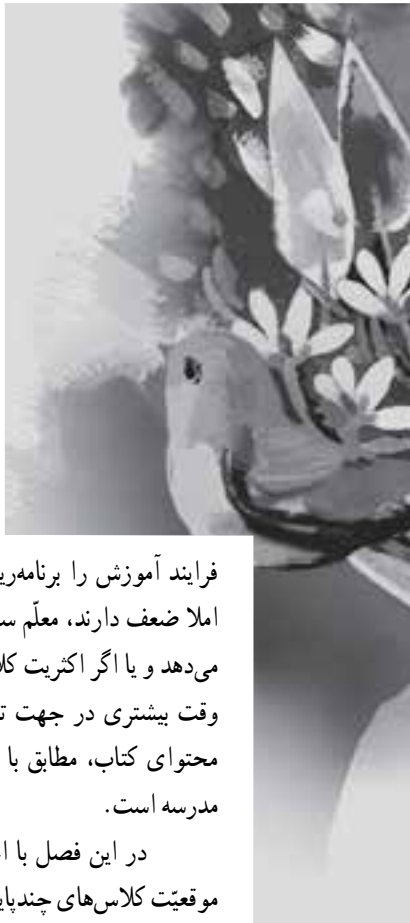 فرایند آموزش را برنامه‌ری
املا ضعف دارند، معلّم س
می‌دهد و یا اگر اکثریت کلا
وقت بیشتری در جهت ت
محتوای کتاب، مطابق با
مدرسه است.
در این فصل با ا
موقعیّت کلاس‌های چندپای